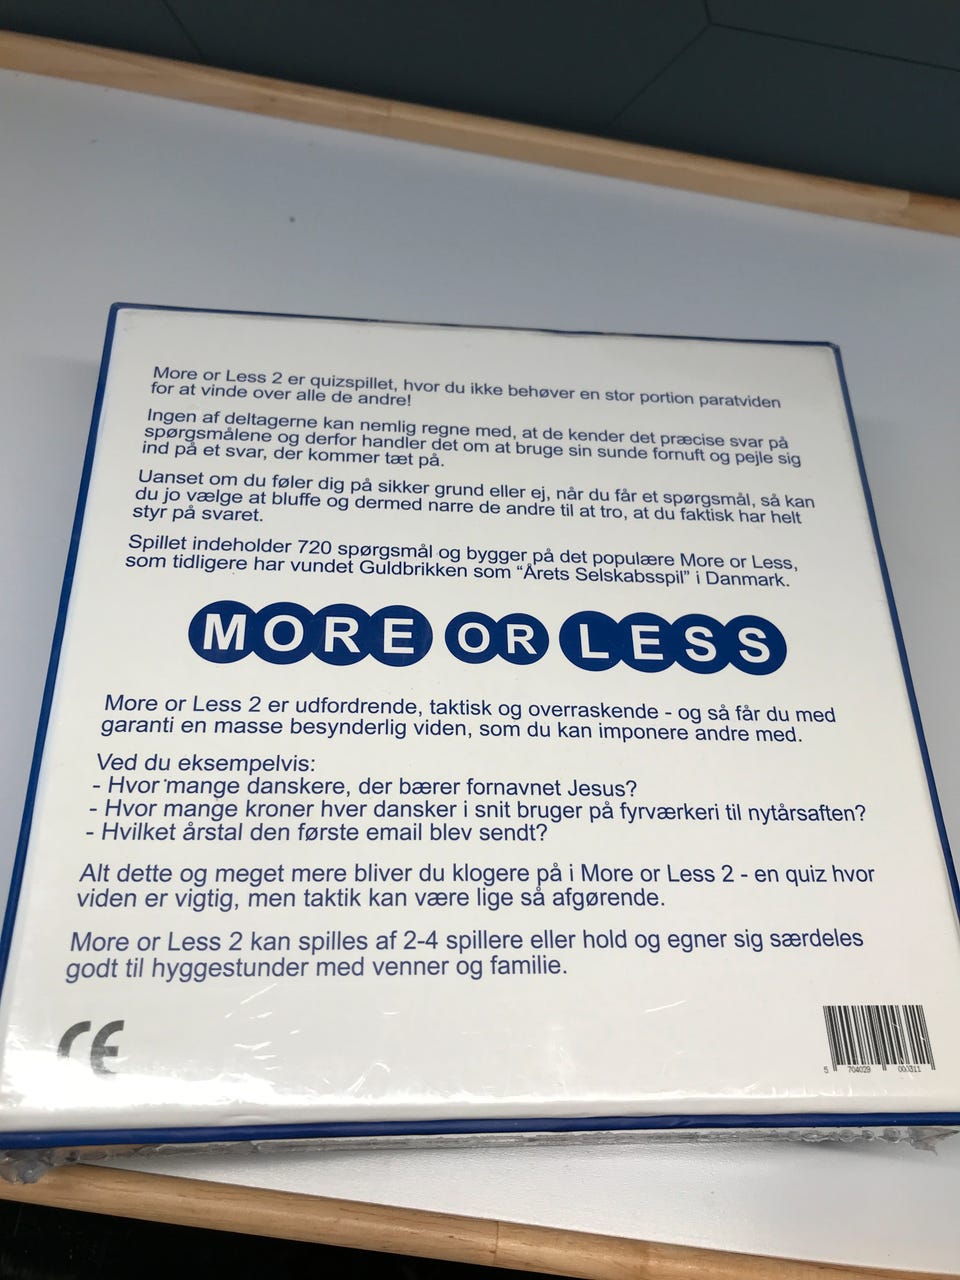 More or Less 2 er quizspillet, hvor du ikke behøver en stor portion paratviden
for at vinde over alle de andre!
Ingen af deltagerne kan nemlig regne med, at de kender det præcise svar på
spørgsmålene og derfor handler det om at bruge sin sunde fornuft og pejle sig
ind på et svar, der kommer tæt på.
Uanset om du føler dig på sikker grund eller ej, når du får et spørgsmål, så kan
du jo vælge at bluffe og dermed narre de andre til at tro, at du faktisk har helt
styr på svaret.
Spillet indeholder 720 spørgsmål og bygger på det populære More or Less,
som tidligere har vundet Guldbrikken som “Årets Selskabsspil” i Danmark.
MORE OR LESS
More or Less 2 er udfordrende, taktisk og overraskende - og så får du med
garanti en masse besynderlig viden, som du kan imponere andre med.
Ved du eksempelvis:
- Hvor mange danskere, der bærer fornavnet Jesus?
- Hvor mange kroner hver dansker i snit bruger på fyrværkeri til nytårsaften?
- Hvilket årstal den første email blev sendt?
Alt dette og meget mere bliver du klogere på i More or Less 2 - en quiz hvor
viden er vigtig, men taktik kan være lige så afgørende.
More or Less 2 kan spilles af 2-4 spillere eller hold og egner sig særdeles
godt til hyggestunder med venner og familie.
CE
5 704029 000311